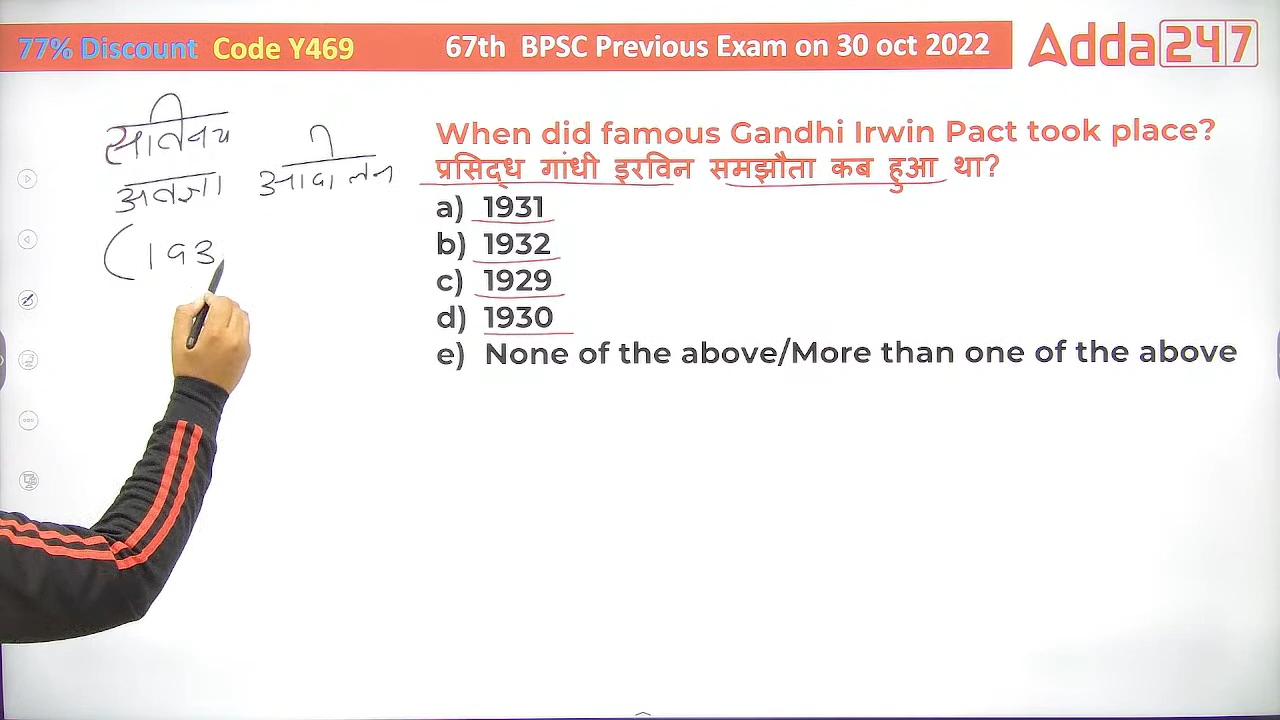 77% Discount Code Y469
67th BPSC Previous Exam on 30 oct 2022
Adda247
सविनय
अवज्ञा आंदोलन
(193
When did famous Gandhi Irwin Pact took place?
प्रसिद्ध गांधी इरविन समझौता कब हुआ था?
a) 1931
b) 1932
c) 1929
d) 1930
e) None of the above/More than one of the above